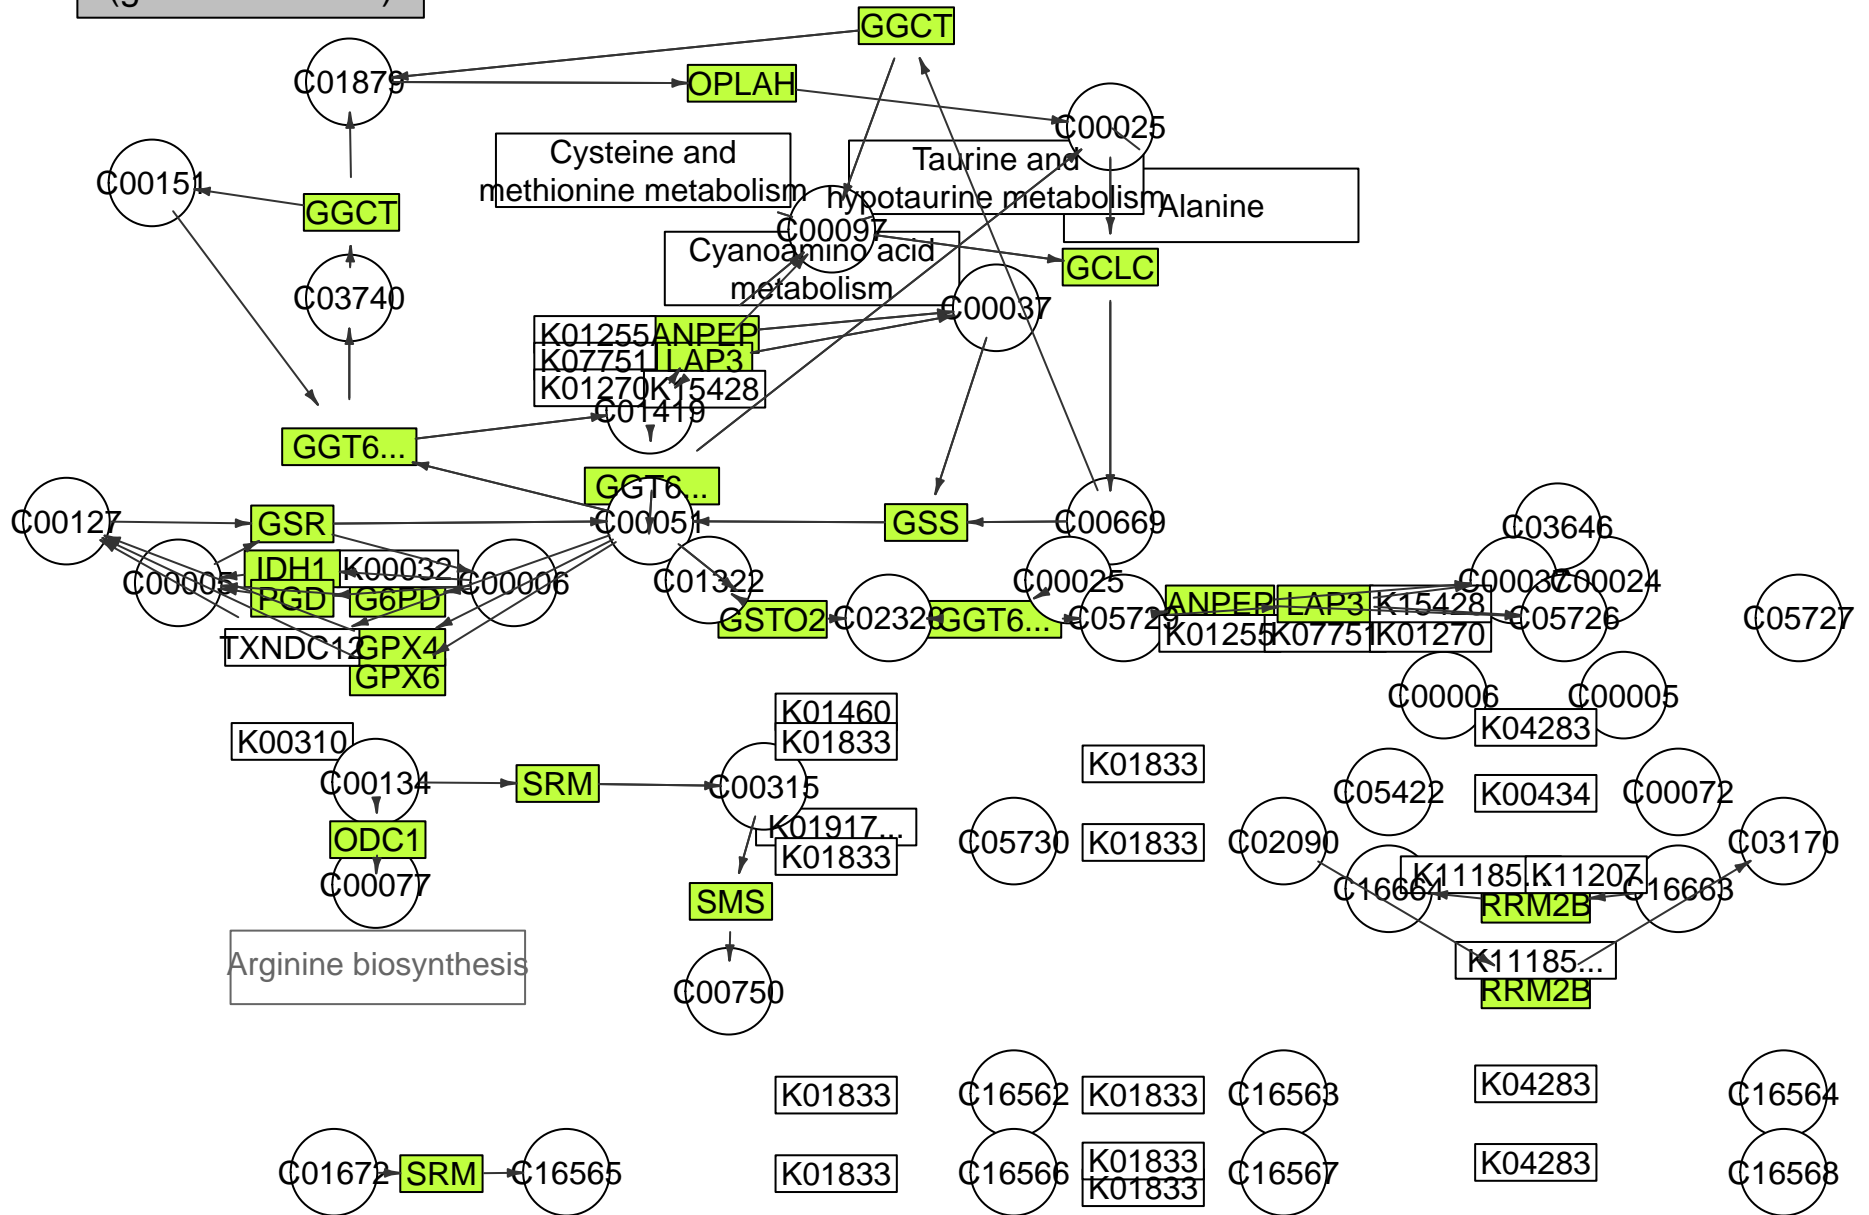 GGCT
C01879
OPLAH
C00025
Cysteine and
methionine metabolism
Taurine and
hypotaurine metabolism
C00151
GGCT
Alanine
C00097
Cyanoamino acid
metabolism
GCLC
C03740
C00037
K01255
ANPEP
K07751
LAP3
K01270
K15428
C01419
GGT6...
GGT6...
C00127
GSR
C00051
GSS
C00669
C03646
IDH1
K00032
C00006
C01322
C00025
C00037
C00024
PGD
G6PD
GSTO2
C02328
GGT6...
C05729
ANPEP
LAP3
K15428
C05726
C05727
TXNDC12
GPX4
K01255
K07751
K01270
GPX6
C00006
C00005
K01460
K04283
K00310
K01833
K01833
C00134
SRM
C00315
C05422
K00434
C00072
K01917...
ODC1
K01833
C05730
K01833
C02090
C03170
C00077
K11185...
K11207
C16664
C16663
SMS
RRM2B
Arginine biosynthesis
K11185...
C00750
RRM2B
K01833
C16562
K01833
C16563
K04283
C16564
C01672
SRM
C16565
K01833
C16566
K01833
K01833
C16567
K04283
C16568